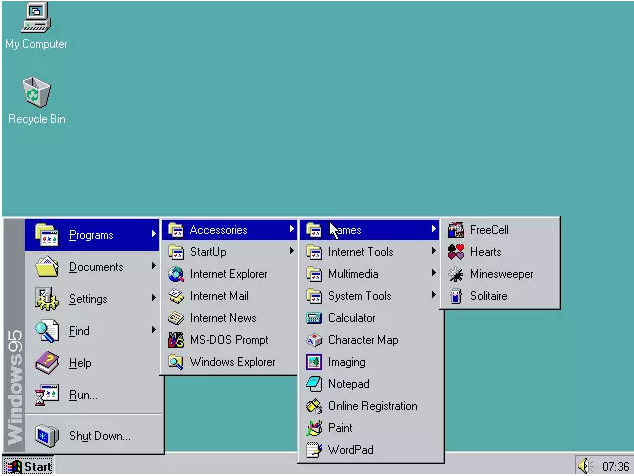 My Computer
Recycle Bin
Windows95
Programs
Documents
Settings
Find
Help
Run...
Shut Down...
Accessories
StartUp
Internet Explorer
Internet Mail
Internet News
MS-DOS Prompt
Windows Explorer
Games
Internet Tools
Multimedia
System Tools
Calculator
Character Map
Imaging
Notepad
Online Registration
Paint
WordPad
FreeCell
Hearts
Minesweeper
Solitaire
Start
07:36